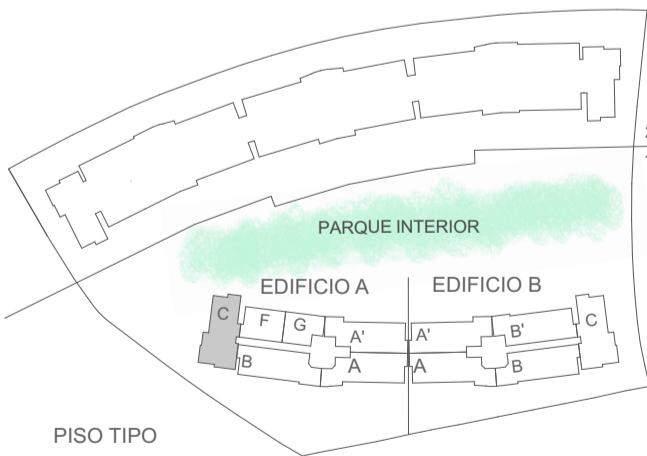 PARQUE INTERIOR
EDIFICIO A
EDIFICIO B
C
F
G
A'
A'
B'
C
B
A
A
B
PISO TIPO